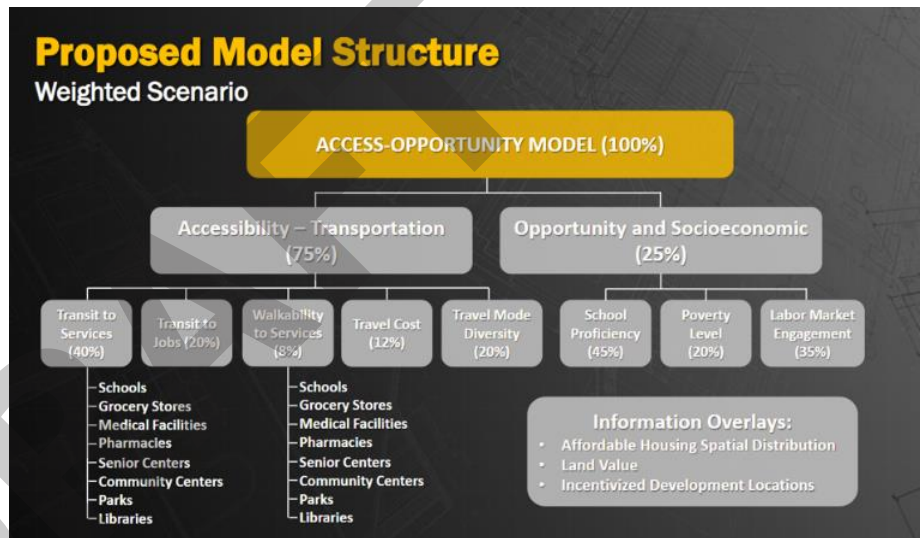 Proposed Model Structure
Weighted Scenario
ACCESS-OPPORTUNITY MODEL (100%)
Accessibility – Transportation
(75%)
Opportunity and Socioeconomic
(25%)
Transit to
Services
(40%)
Transit to
Jobs (20%)
Walkability
to Services
(8%)
Travel Cost
(12%)
Travel Mode
Diversity
(20%)
School
Proficiency
(45%)
Poverty
Level
(20%)
Labor Market
Engagement
(35%)
Schools
Grocery Stores
Medical Facilities
Pharmacies
Senior Centers
Community Centers
Parks
Libraries
Schools
Grocery Stores
Medical Facilities
Pharmacies
Senior Centers
Community Centers
Parks
Libraries
Information Overlays:
• Affordable Housing Spatial Distribution
• Land Value
• Incentivized Development Locations